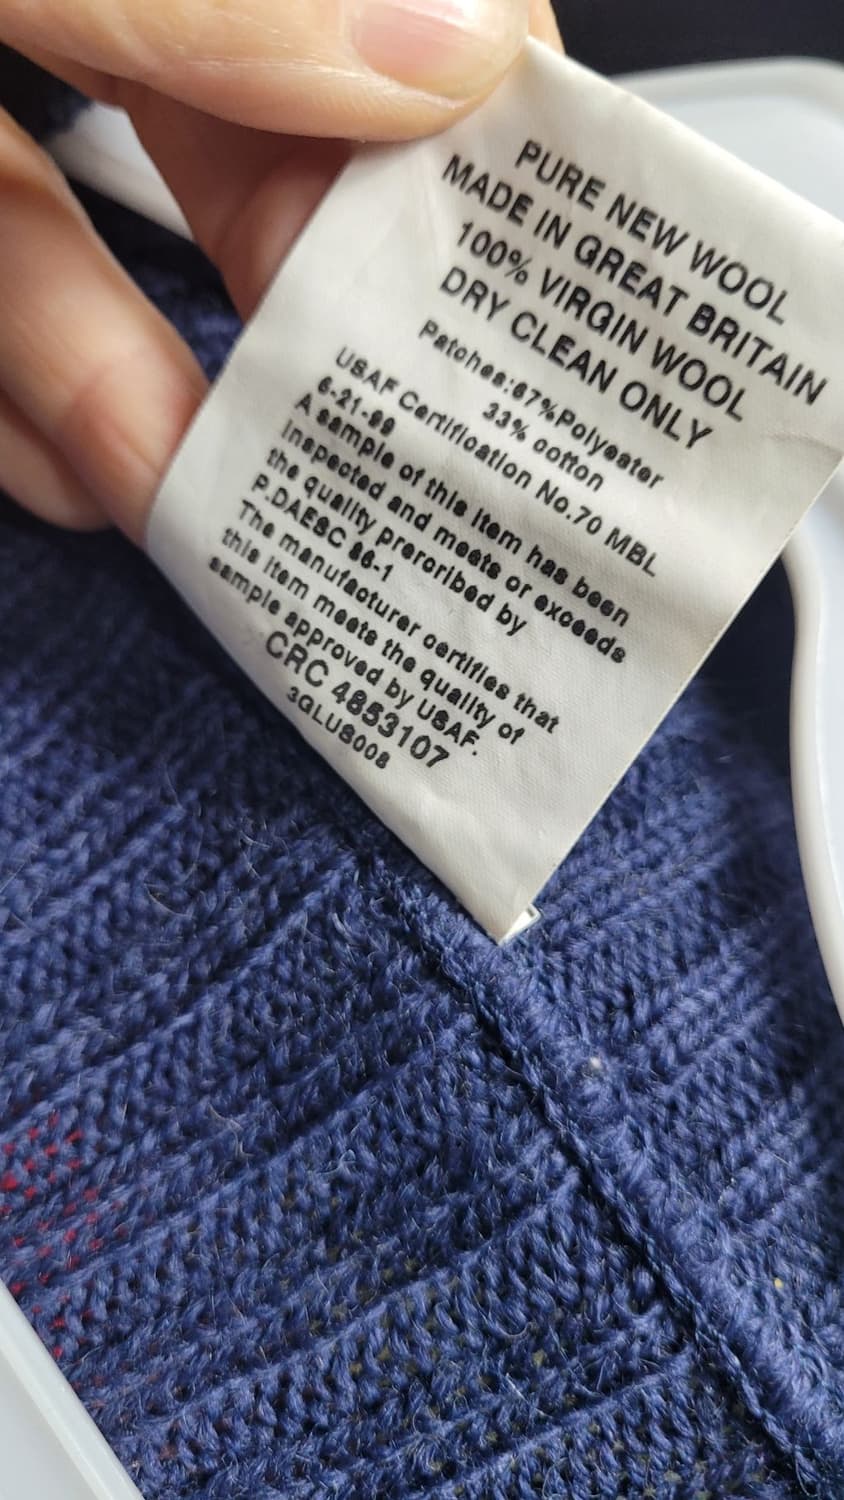 PURE NEW WOOL
MADE IN GREAT BRITAIN
100% VIRGIN WOOL
DRY CLEAN ONLY
Patches:67%Polyester
33% cotton
USAF Certification No.70 MBL
6-21-89
A sample of this item has been
inspected and meets or exceeds
the quality prercribed by
P.DAESC 86-1
The manufacturer certifies that
this item meets the quality of
sample approved by USAF.
CRC 4853107
3GLUS008